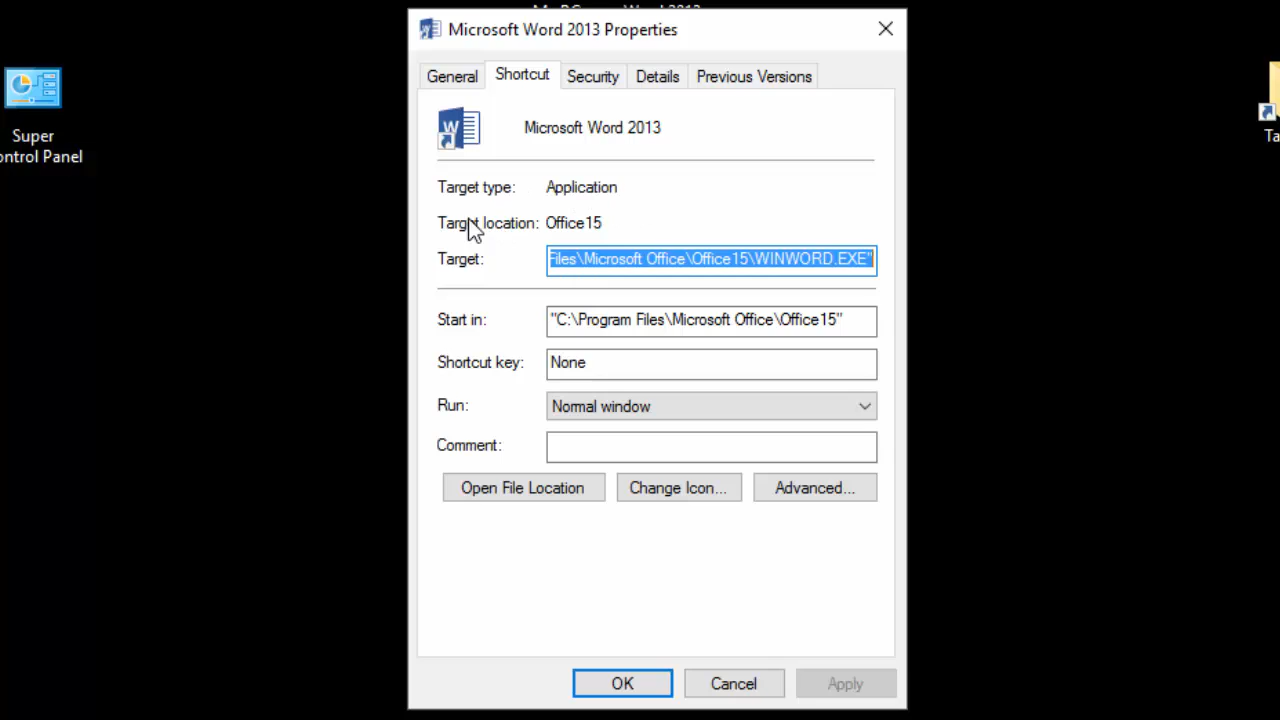 Microsoft Word 2013 Properties
General Shortcut Security Details Previous Versions
Super
ontrol Panel
Ta
Microsoft Word 2013
Target type: Application
Target location: Office15
Target: Files\Microsoft Office\Office15\WINWORD.EXE"
Start in: "C:\Program Files\Microsoft Office\Office15"
Shortcut key: None
Run: Normal window
Comment:
Open File Location Change Icon... Advanced...
OK Cancel Apply